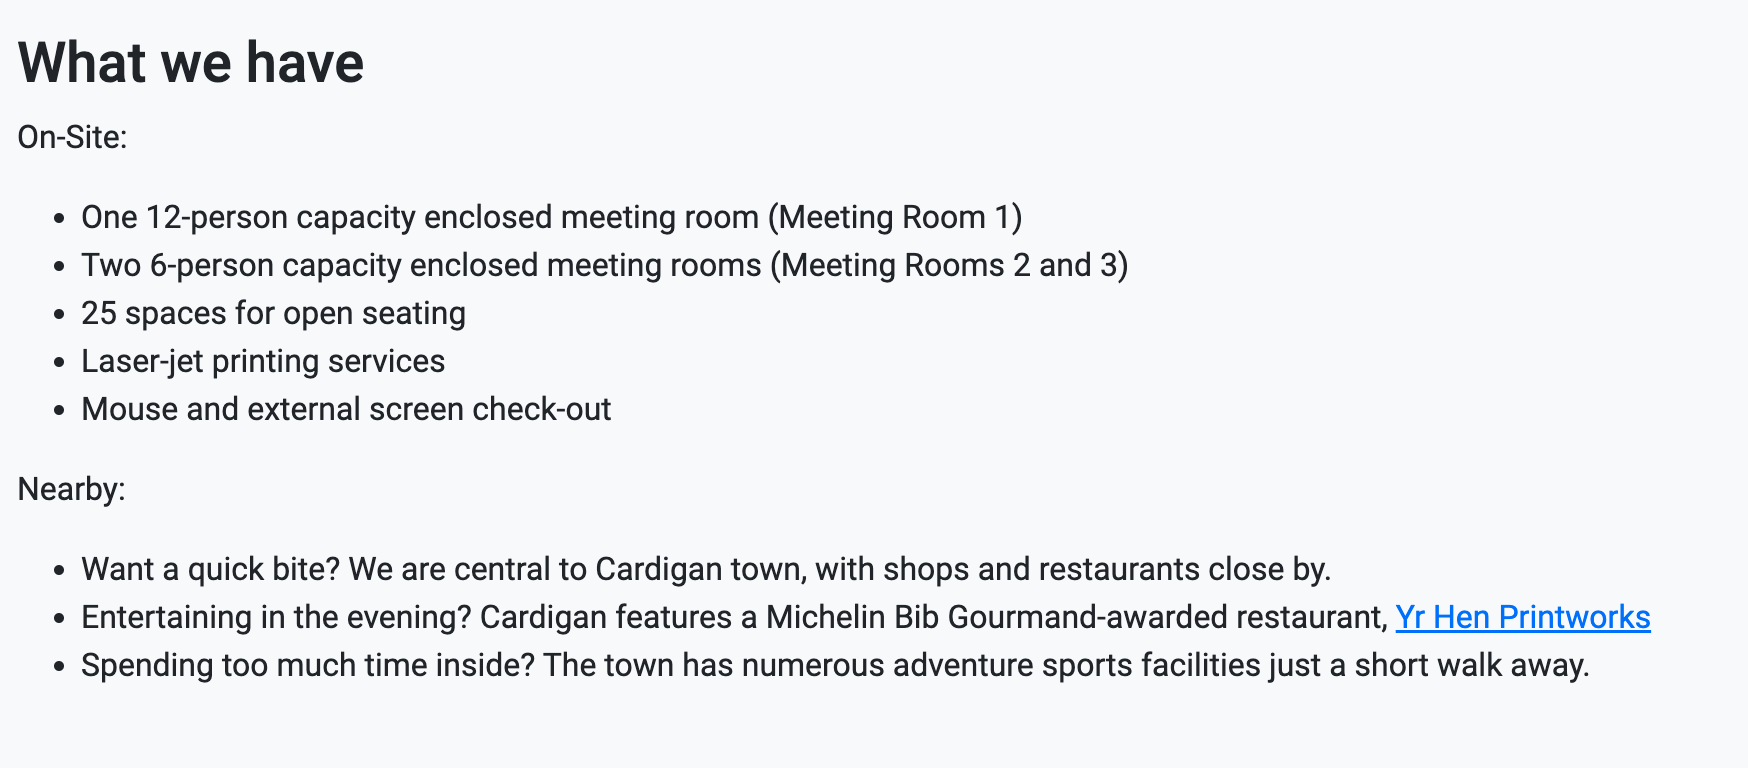 What we have
On-Site:
One 12-person capacity enclosed meeting room (Meeting Room 1)
Two 6-person capacity enclosed meeting rooms (Meeting Rooms 2 and 3)
25 spaces for open seating
Laser-jet printing services
Mouse and external screen check-out
Nearby:
Want a quick bite? We are central to Cardigan town, with shops and restaurants close by.
Entertaining in the evening? Cardigan features a Michelin Bib Gourmand-awarded restaurant, Yr Hen Printworks
Spending too much time inside? The town has numerous adventure sports facilities just a short walk away.